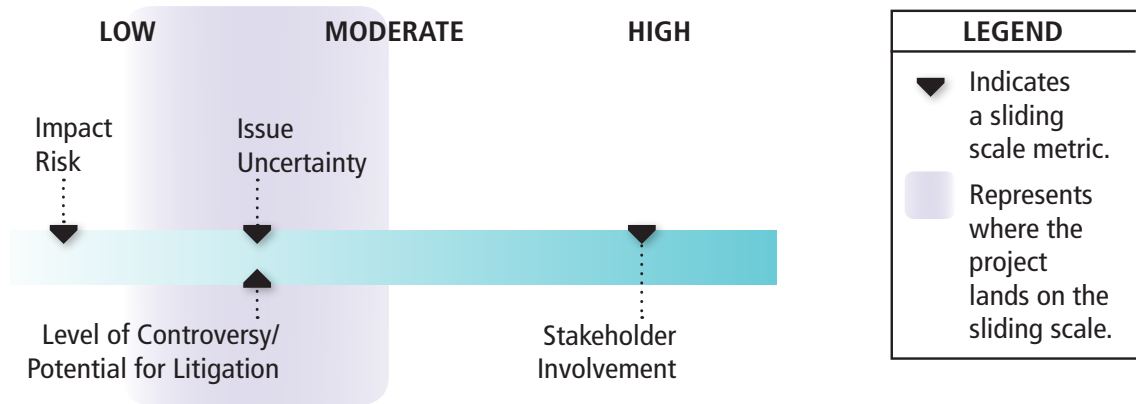 LOW MODERATE HIGH
Impact
Risk
Issue
Uncertainty
Level of Controversy/
Potential for Litigation
Stakeholder
Involvement
LEGEND
Indicates
a sliding
scale metric.
Represents
where the
project
lands on the
sliding scale.